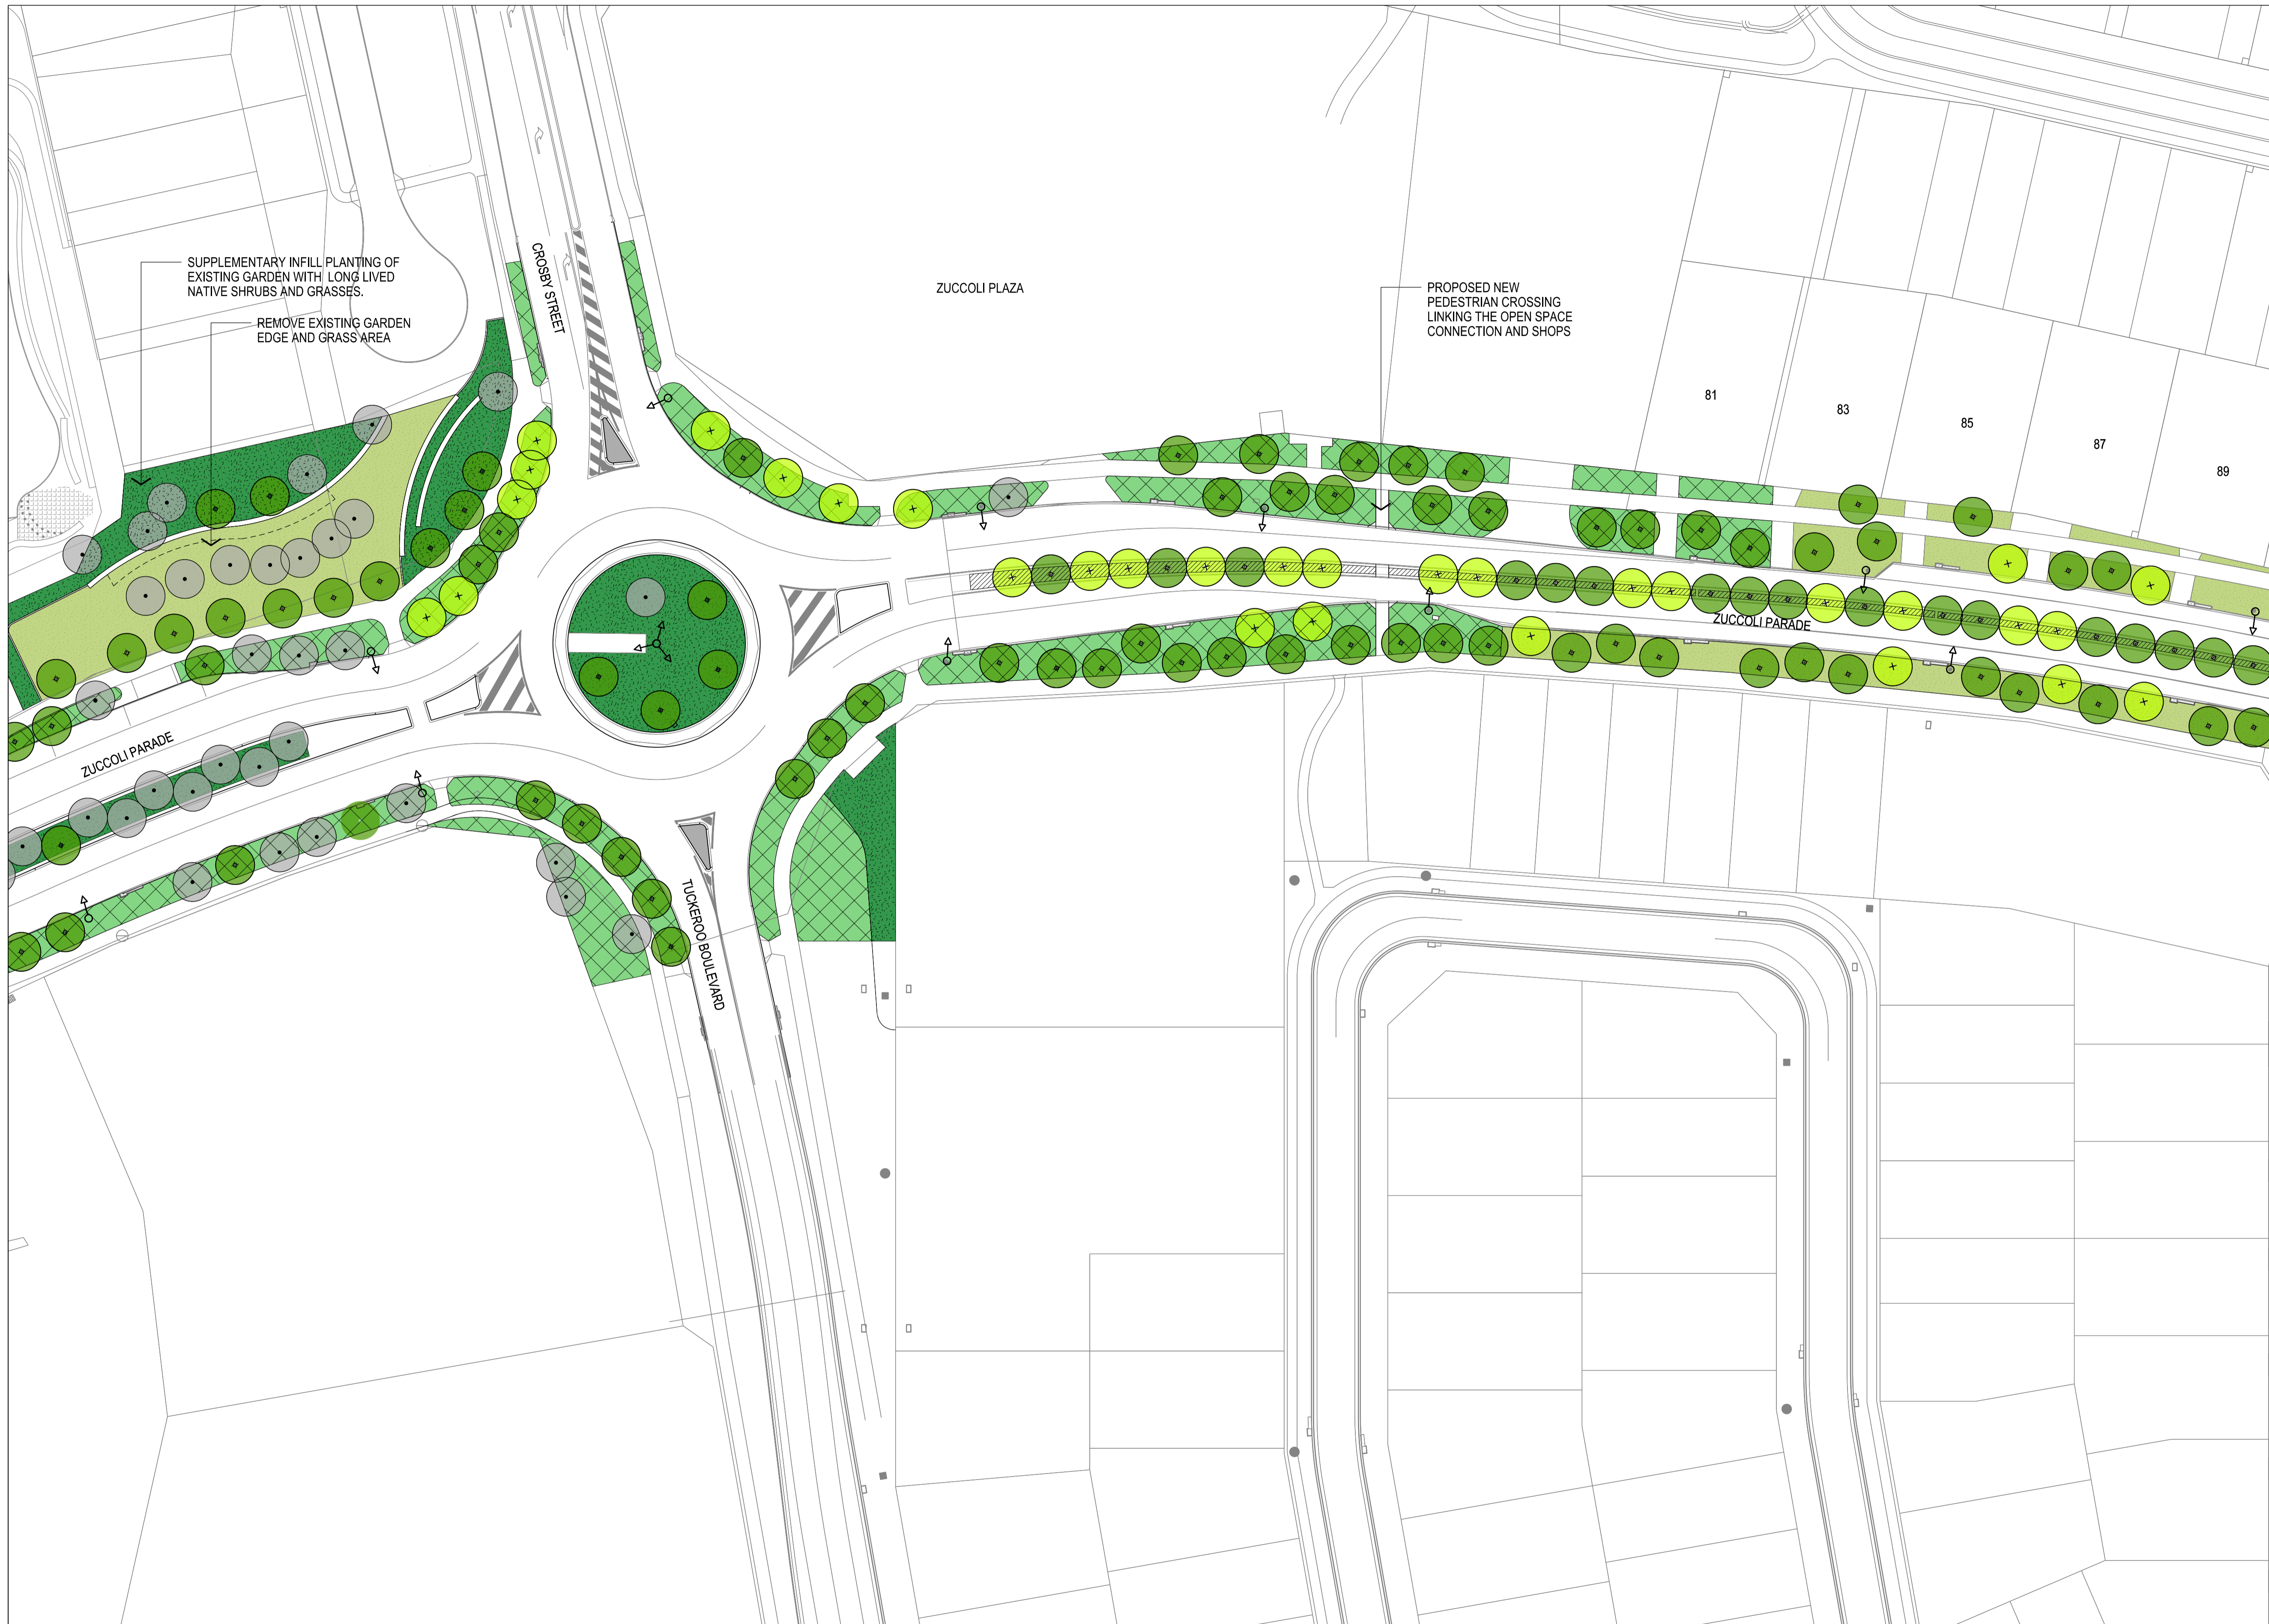 SUPPLEMENTARY INFILL PLANTING OF
EXISTING GARDEN WITH LONG LIVED
NATIVE SHRUBS AND GRASSES.
REMOVE EXISTING GARDEN
EDGE AND GRASS AREA
CROSBY STREET
ZUCCOLI PLAZA
PROPOSED NEW
PEDESTRIAN CROSSING
LINKING THE OPEN SPACE
CONNECTION AND SHOPS
81
83
85
87
89
ZUCCOLI PARADE
ZUCCOLI PARADE
TUCKEROO BOULEVARD